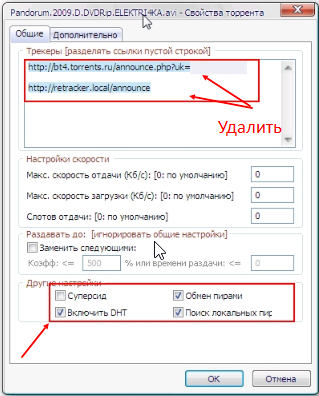 Pandorum.2009.D.DVDRip.ELEKTRI4KA.avi - Свойства торрента
Общие Дополнительно
Трекеры [разделять ссылки пустой строкой]
http://bt4.torrents.ru/announce.php?uk=
http://retracker.local/announce
Удалить
Настройки скорости
Макс. скорость отдачи (Кб/с): [0: по умолчанию] 0
Макс. скорость загрузки (Кб/с): [0: по умолчанию] 0
Слотов отдачи: [0: по умолчанию] 0
Раздавать до: [игнорировать общие настройки]
Заменить следующими:
Коэфф: <= 500 % или времени раздачи: <= 0
Другие настройки
Суперсид Обмен пирами
Включить DHT Поиск локальных пир
OK Отмена